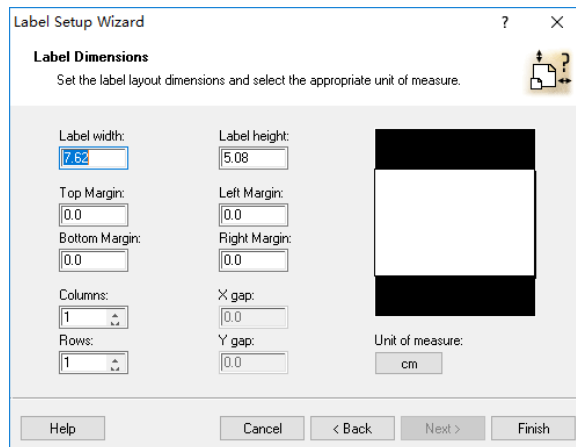 Label Setup Wizard ?
Label Dimensions
Set the label layout dimensions and select the appropriate unit of measure.
Label width: Label height:
7.62 5.08
Top Margin: Left Margin:
0.0 0.0
Bottom Margin: Right Margin:
0.0 0.0
Columns: X gap:
1 0.0
Rows: Y gap: Unit of measure:
1 0.0 cm
Help Cancel < Back Next > Finish